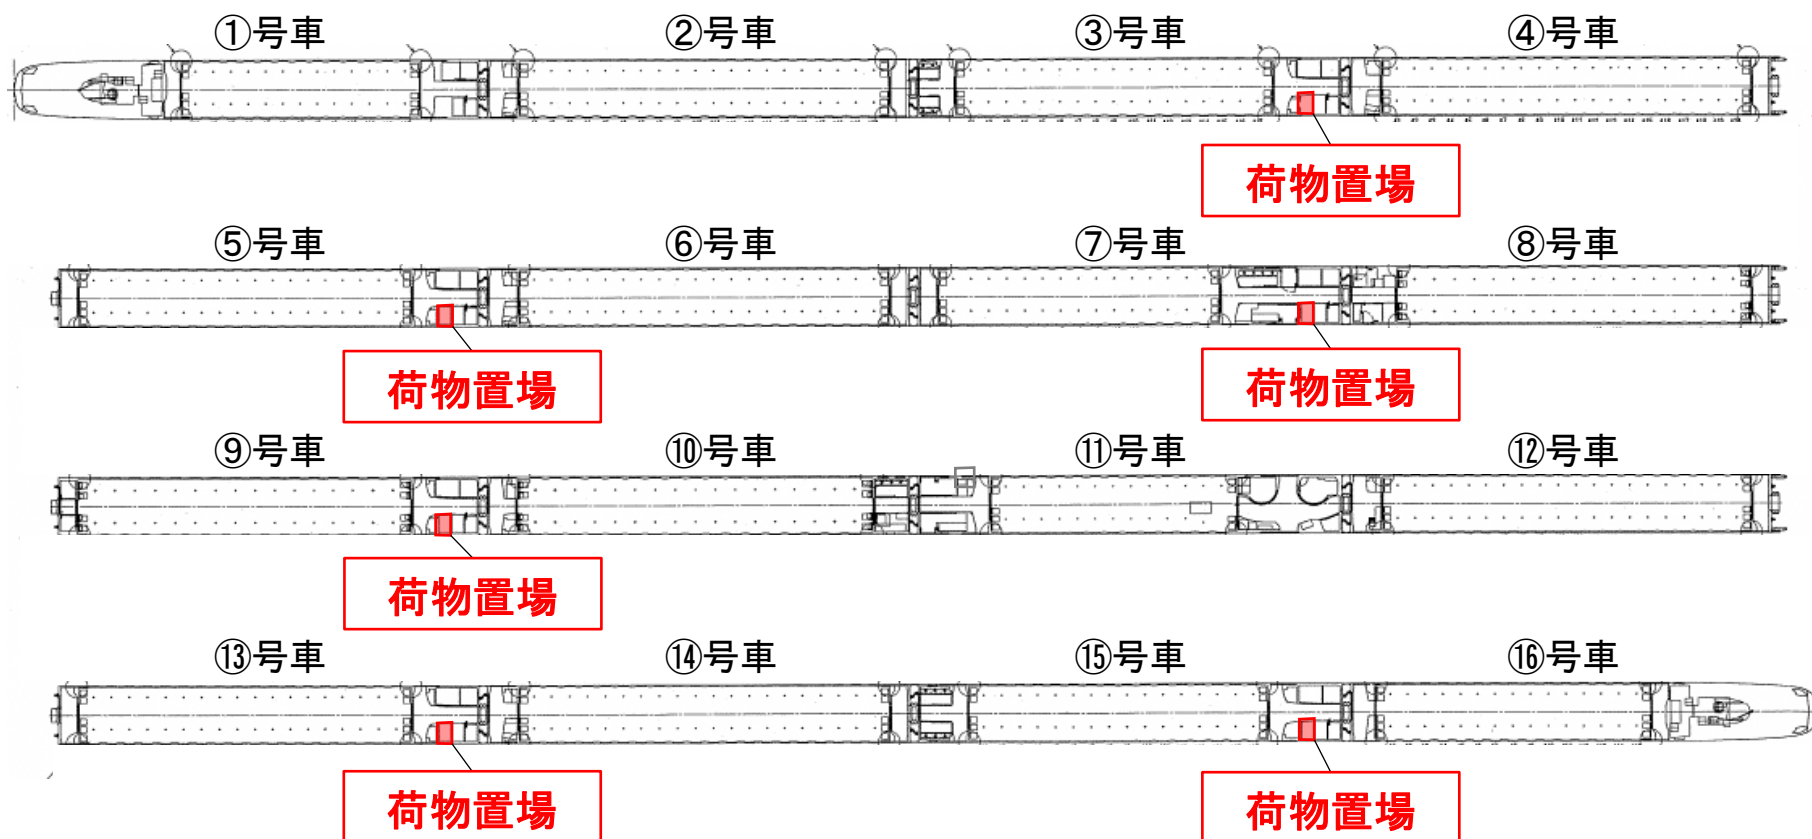 ①号車 ②号車 ③号車 ④号車
荷物置場
⑤号車 ⑥号車 ⑦号車 ⑧号車
荷物置場 荷物置場
⑨号車 ⑩号車 ⑪号車 ⑫号車
荷物置場
⑬号車 ⑭号車 ⑮号車 ⑯号車
荷物置場 荷物置場